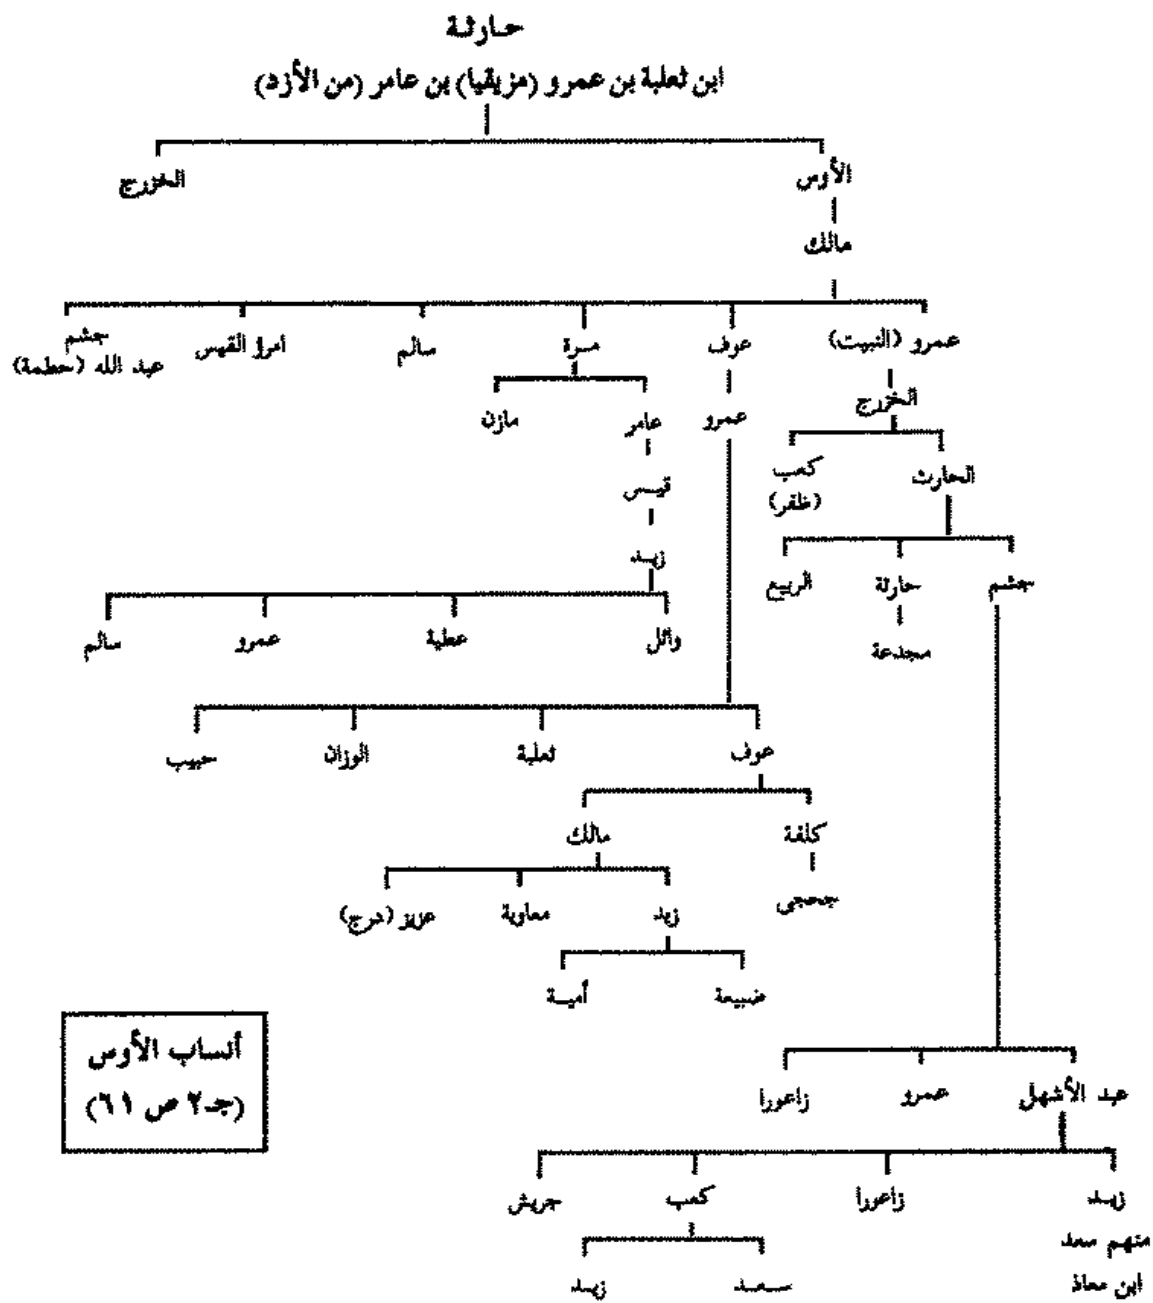 حارثة
ابن ثعلبة بن عمرو (مزيقيا) بن عامر (من الأزد)
الأوس الخزرج
مالك
عمرو (النبيت) عوف مرة سالم امرؤ القيس جشم
عبد الله (حطمة)
الخزرج عمرو عامر مازن
الحارث كعب
(ظفر)
قيس
زيد
جشم حارثة الربيع
مجدعة
وائل عطية عمرو سالم
عوف ثعلبة الوزان حبيب
كلفة مالك
جحجى
زيد معاوية عزيز (درج)
ضبيعة أمية
أنساب الأوس
(جـ٢ ص ٦١)
عبد الأشهل عمرو زاعورا
زيد زاعورا كعب جريش
منهم سعد
ابن معاذ
سعد زيد